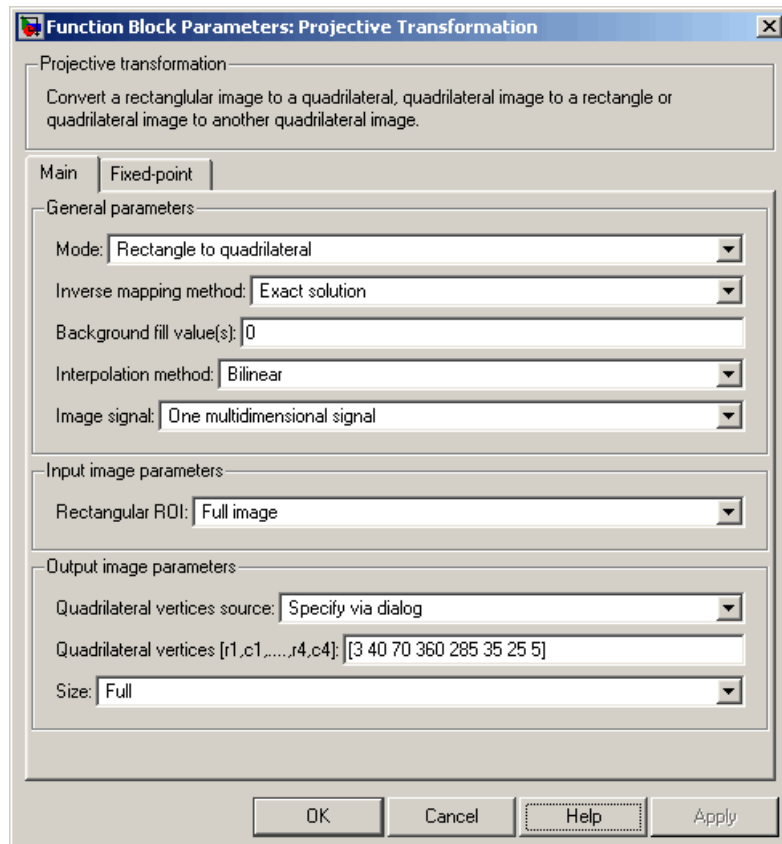 Function Block Parameters: Projective Transformation
Projective transformation
Convert a rectanglular image to a quadrilateral, quadrilateral image to a rectangle or
quadrilateral image to another quadrilateral image.
Main Fixed-point
General parameters
Mode: Rectangle to quadrilateral
Inverse mapping method: Exact solution
Background fill value(s): 0
Interpolation method: Bilinear
Image signal: One multidimensional signal
Input image parameters
Rectangular ROI: Full image
Output image parameters
Quadrilateral vertices source: Specify via dialog
Quadrilateral vertices [r1,c1,....,r4,c4]: [3 40 70 360 285 35 25 5]
Size: Full
OK Cancel Help Apply